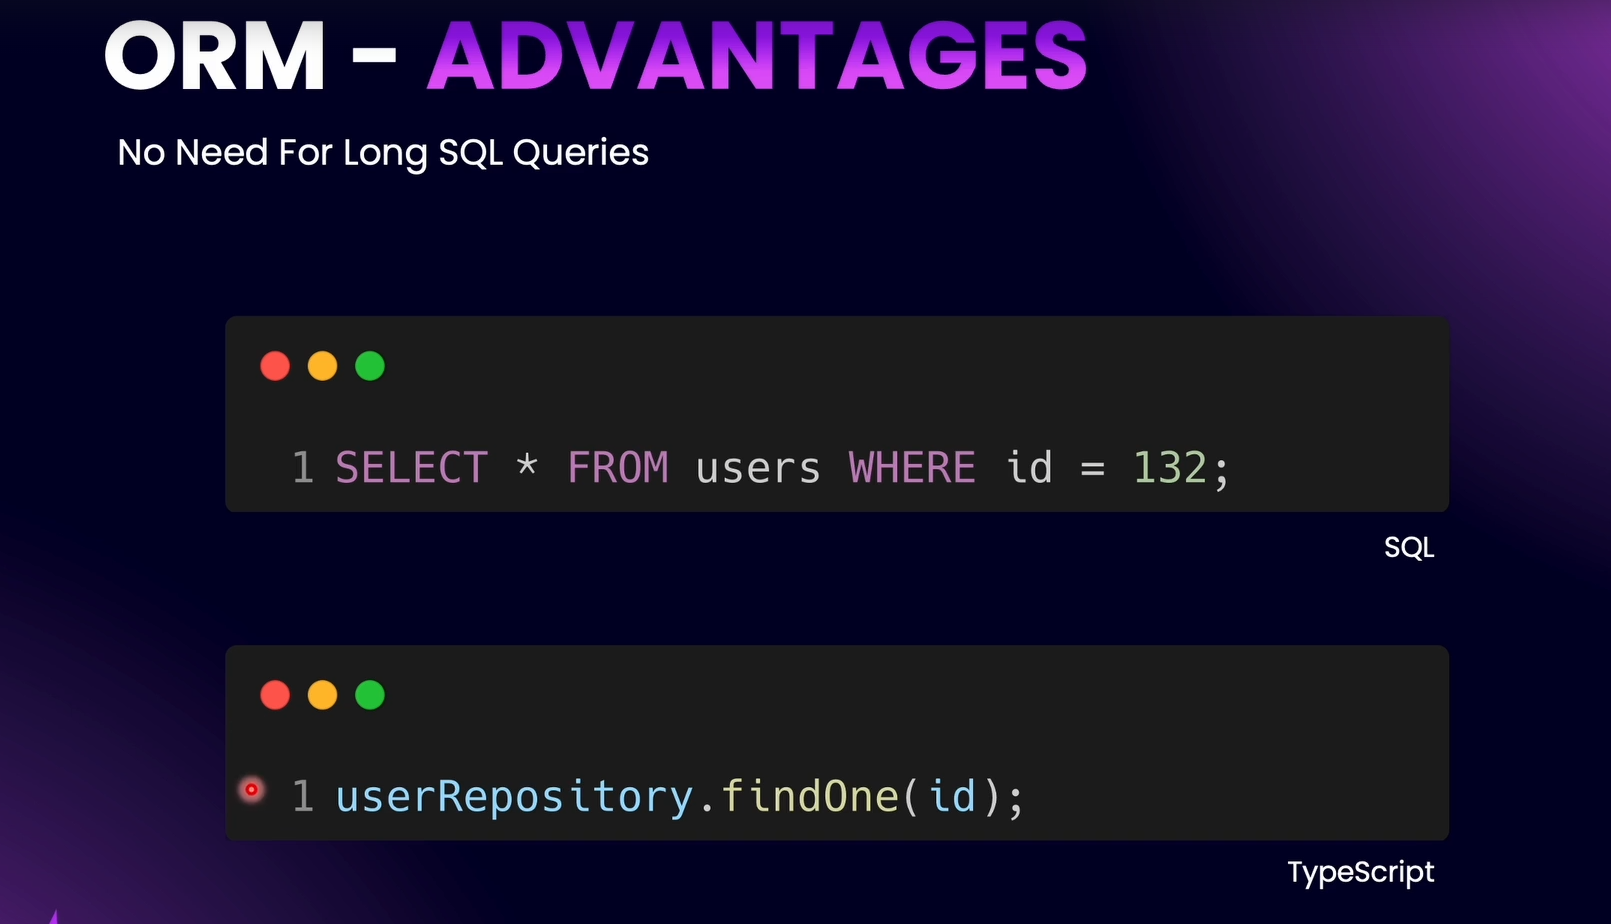 ORM - ADVANTAGES
No Need For Long SQL Queries
1 SELECT * FROM users WHERE id = 132;
SQL
1 userRepository.findOne(id);
TypeScript